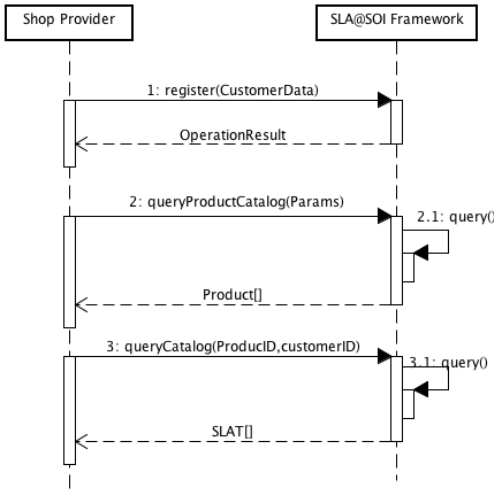 Shop Provider
SLA@SOI Framework
1: register(CustomerData)
OperationResult
2: queryProductCatalog(Params)
2.1: query()
Product[]
3: queryCatalog(ProducID,customerID)
3.1: query()
SLAT[]